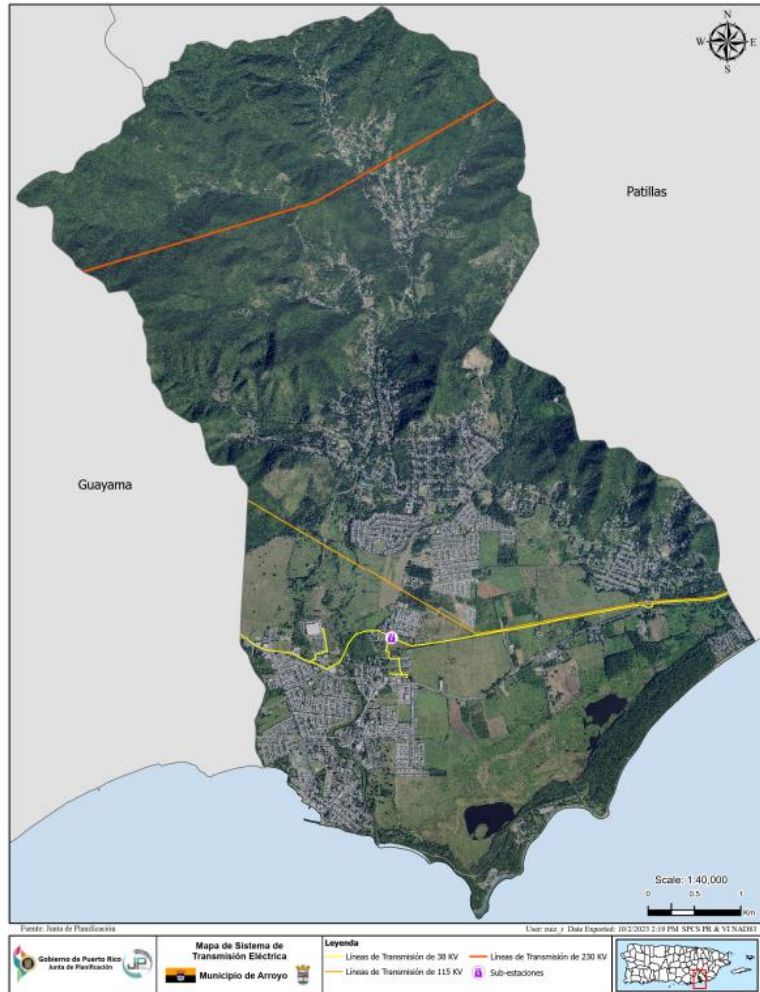 N
W E
S
Patillas
Guayama
Scale: 1:40,000
0 0.5 1
Km
Fuente: Junta de Planificación
User: ruiz_r Date Exported: 10/2/2023 2:19 PM SPCS PR & VI NAD83
Gobierno de Puerto Rico
Junta de Planificación
JP
Mapa de Sistema de
Transmisión Eléctrica
Municipio de Arroyo
Leyenda
Líneas de Transmisión de 38 KV
Líneas de Transmisión de 230 KV
Líneas de Transmisión de 115 KV
Sub-estaciones